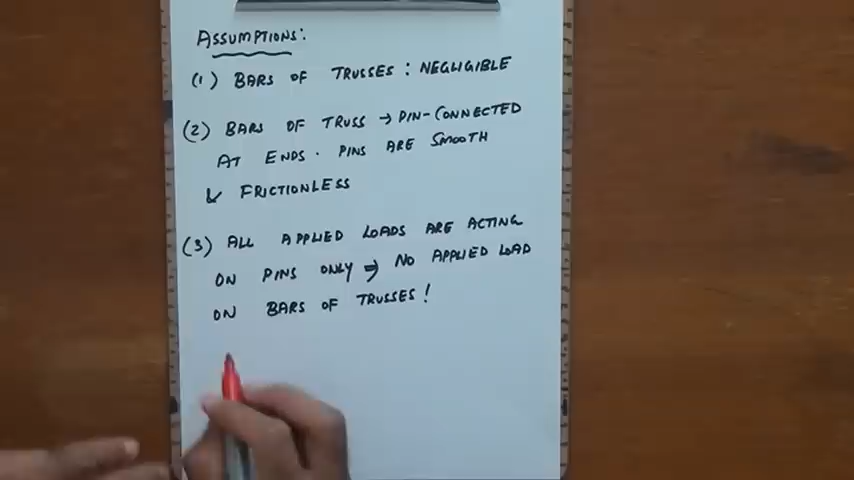 ASSUMPTIONS:
(1) BARS OF TRUSSES : NEGLIGIBLE
(2) BARS OF TRUSS → PIN-CONNECTED
AT ENDS. PINS ARE SMOOTH
& FRICTIONLESS
(3) ALL APPLIED LOADS ARE ACTING
ON PINS ONLY ⇒ NO APPLIED LOAD
ON BARS OF TRUSSES!